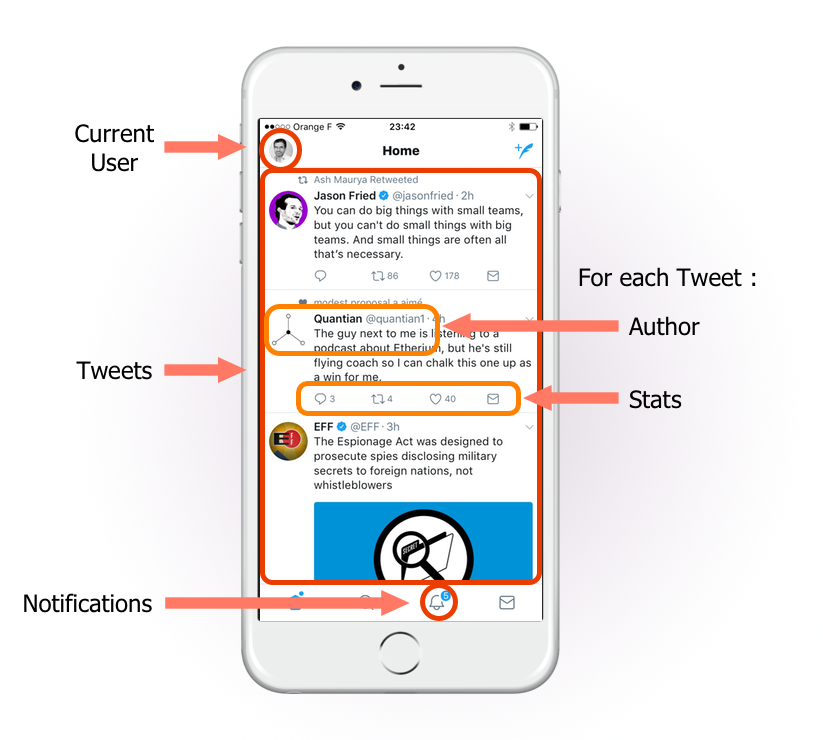 Orange F 23:42
Current
User
Home
Ash Maurya Retweeted
Jason Fried @jasonfried · 2h
You can do big things with small teams,
but you can't do small things with big
teams. And small things are often all
that's necessary.
86 178
For each Tweet :
modest proposal a aimé
Quantian @quantian1 · 4h
Author
The guy next to me is listening to a
podcast about Etherium, but he's still
flying coach so I can chalk this one up as
a win for me.
Tweets
3 4 40
Stats
EFF @EFF · 3h
The Espionage Act was designed to
prosecute spies disclosing military
secrets to foreign nations, not
whistleblowers
SECRET
Notifications
5